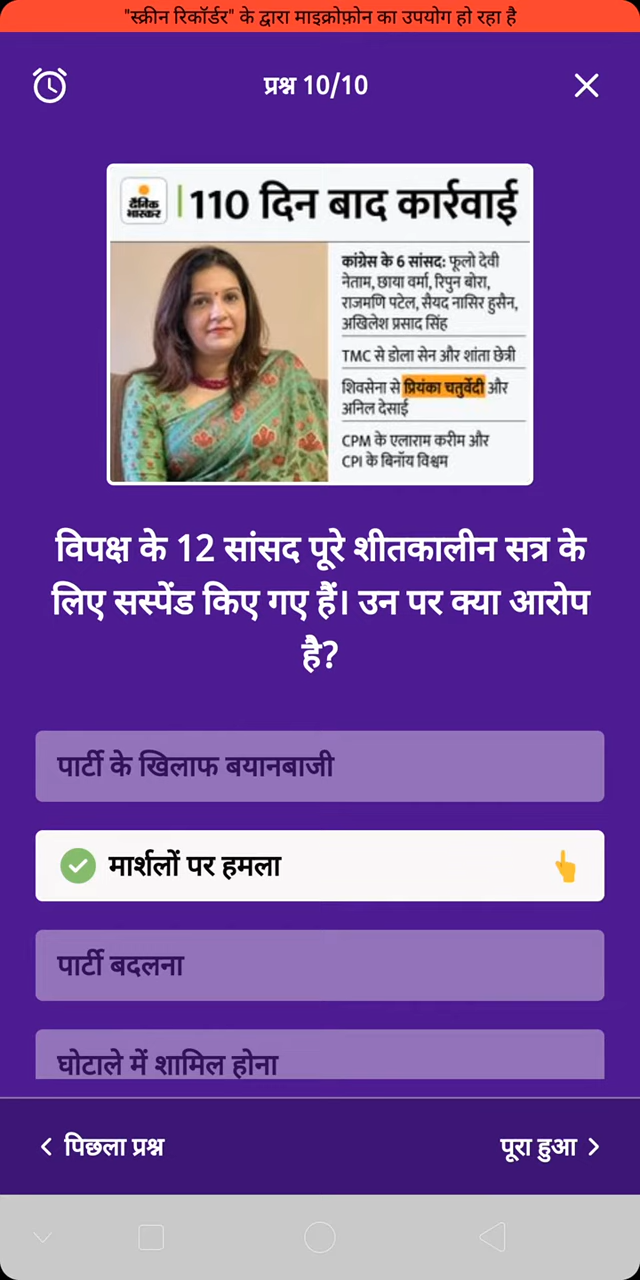 "स्क्रीन रिकॉर्डर" के द्वारा माइक्रोफ़ोन का उपयोग हो रहा है
प्रश्न 10/10
दैनिक
भास्कर
110 दिन बाद कार्रवाई
कांग्रेस के 6 सांसद: फूलो देवी
नेताम, छाया वर्मा, रिपुन बोरा,
राजमणि पटेल, सैयद नासिर हुसैन,
अखिलेश प्रसाद सिंह
TMC से डोला सेन और शांता छेत्री
शिवसेना से प्रियंका चतुर्वेदी और
अनिल देसाई
CPM के एलाराम करीम और
CPI के बिनॉय विश्वम
विपक्ष के 12 सांसद पूरे शीतकालीन सत्र के
लिए सस्पेंड किए गए हैं। उन पर क्या आरोप
है?
पार्टी के खिलाफ बयानबाजी
मार्शलों पर हमला
पार्टी बदलना
घोटाले में शामिल होना
पिछला प्रश्न
पूरा हुआ